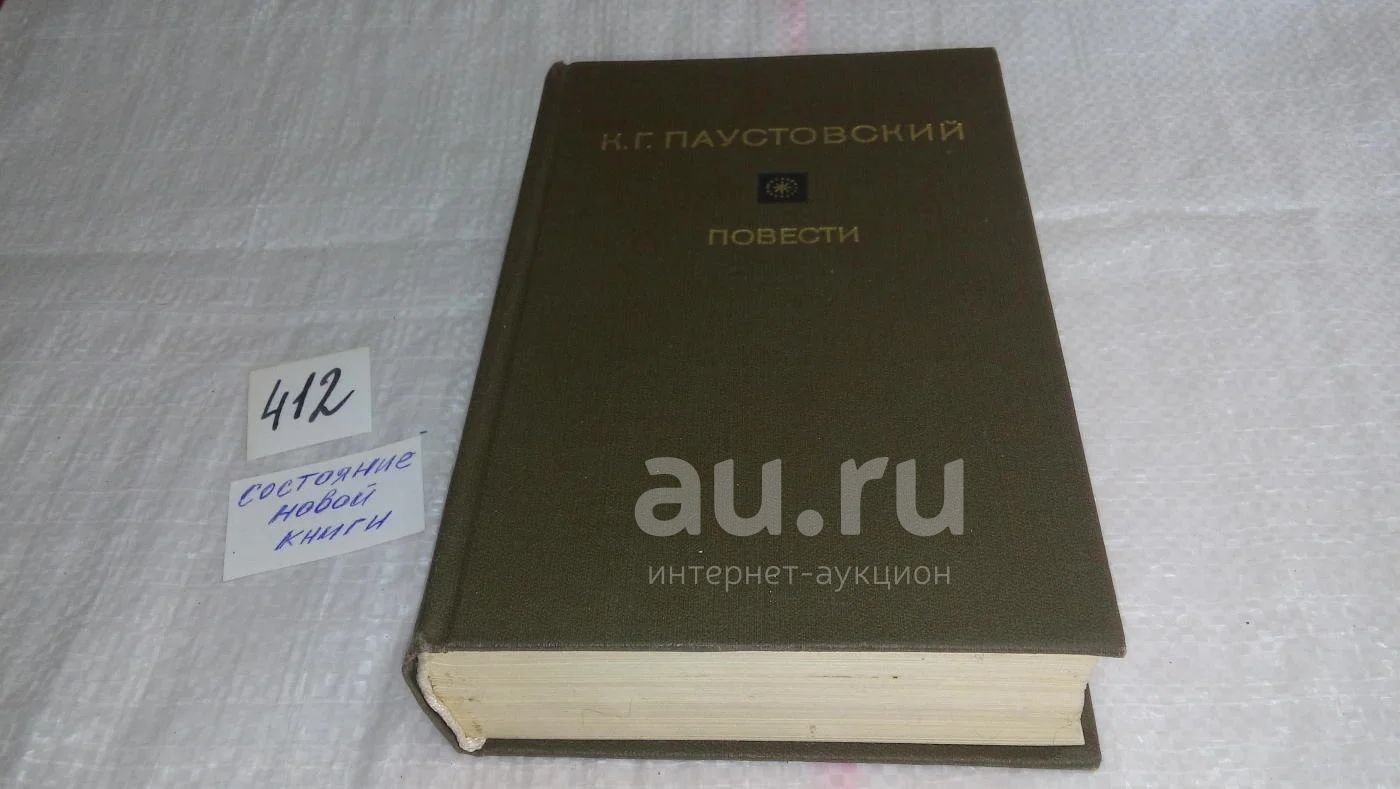 К.Г. ПАУСТОВСКИЙ
ПОВЕСТИ
412
СОСТОЯНИЕ
НОВОЙ
КНИГИ
au.ru
интернет-аукцион